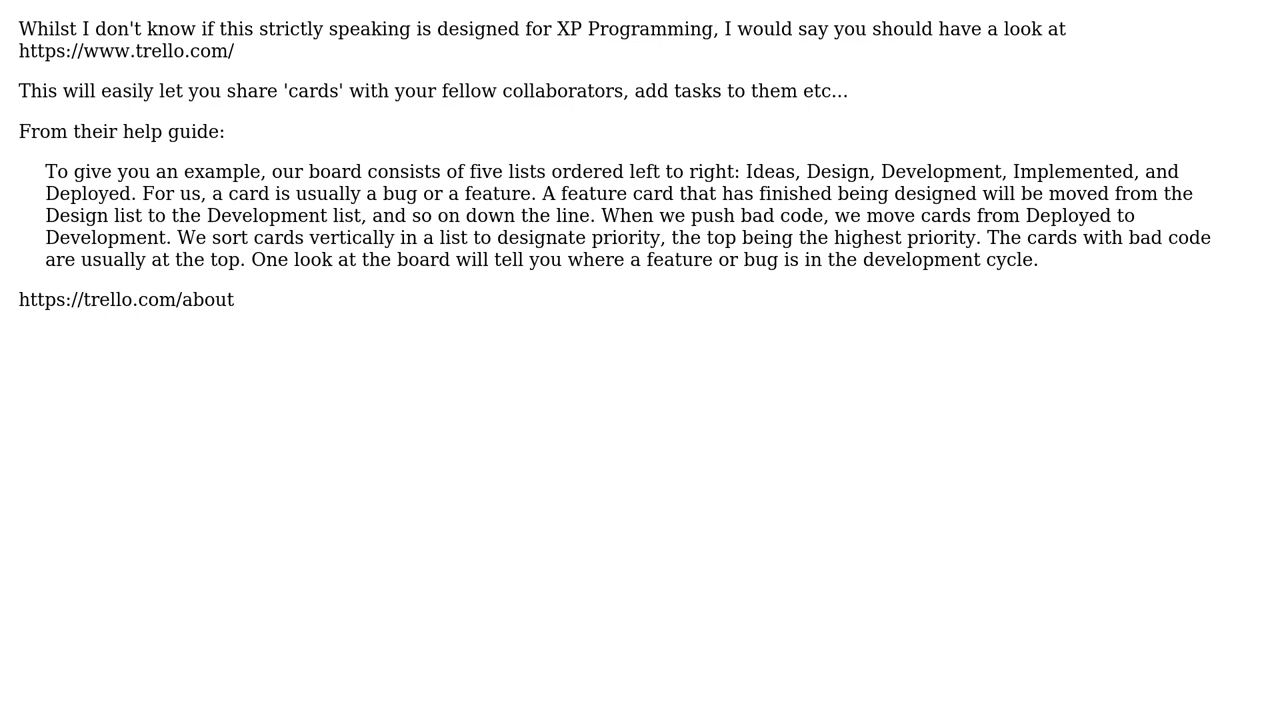 Whilst I don't know if this strictly speaking is designed for XP Programming, I would say you should have a look at
https://www.trello.com/
This will easily let you share 'cards' with your fellow collaborators, add tasks to them etc...
From their help guide:
To give you an example, our board consists of five lists ordered left to right: Ideas, Design, Development, Implemented, and
Deployed. For us, a card is usually a bug or a feature. A feature card that has finished being designed will be moved from the
Design list to the Development list, and so on down the line. When we push bad code, we move cards from Deployed to
Development. We sort cards vertically in a list to designate priority, the top being the highest priority. The cards with bad code
are usually at the top. One look at the board will tell you where a feature or bug is in the development cycle.
https://trello.com/about